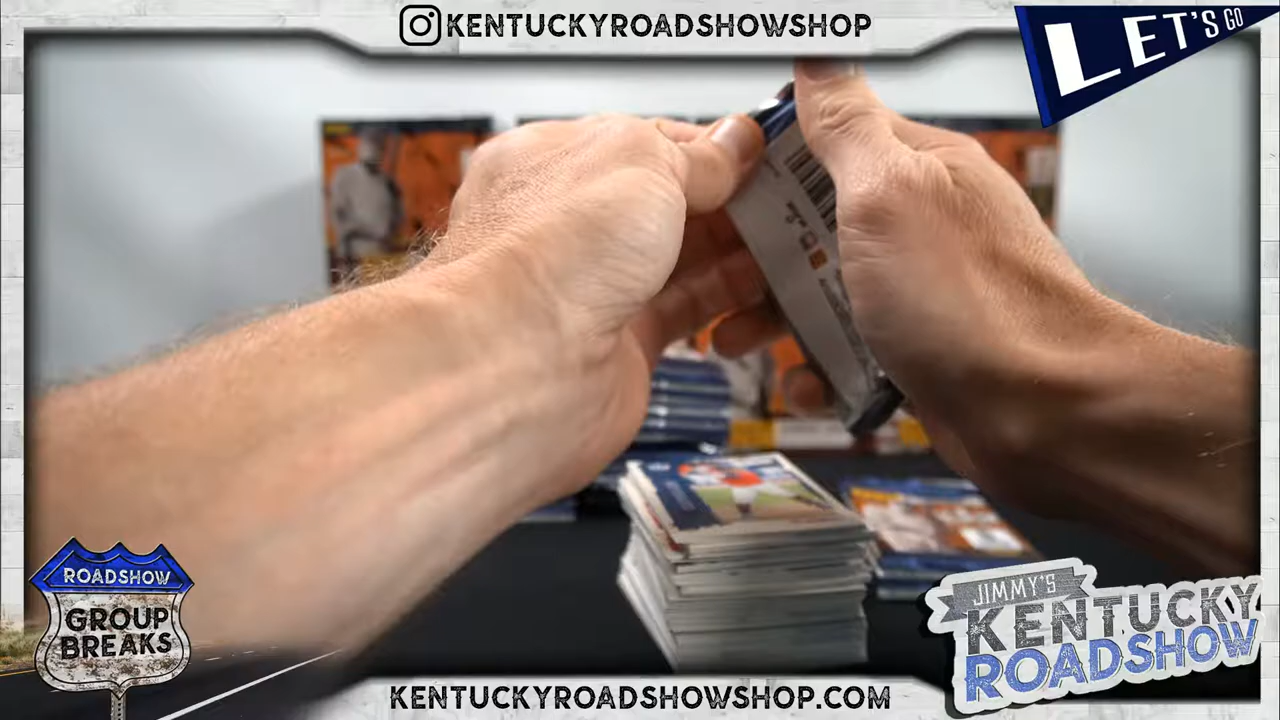 KENTUCKYROADSHOWSHOP
LET'S GO
ROADSHOW
GROUP
BREAKS
JIMMY'S
KENTUCKY
ROADSHOW
KENTUCKYROADSHOWSHOP.COM